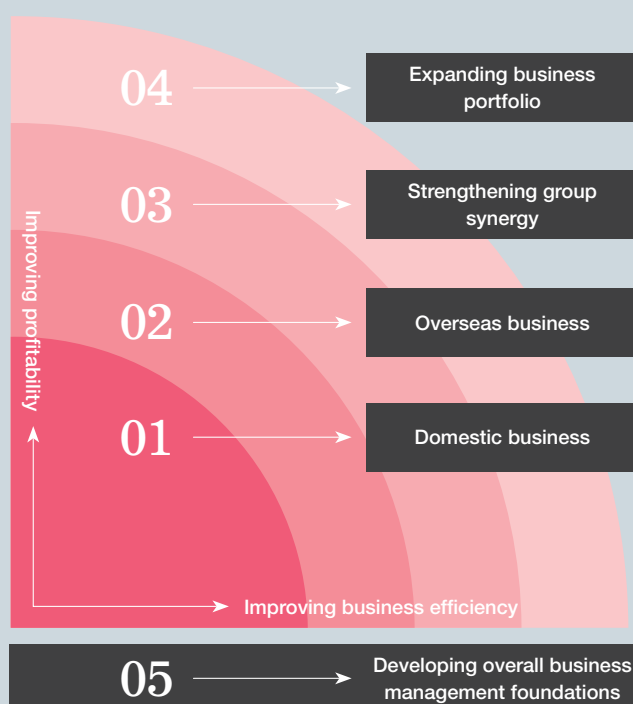 04
Expanding business
portfolio
03
Strengthening group
synergy
Improving profitability
02
Overseas business
01
Domestic business
Improving business efficiency
05
Developing overall business
management foundations